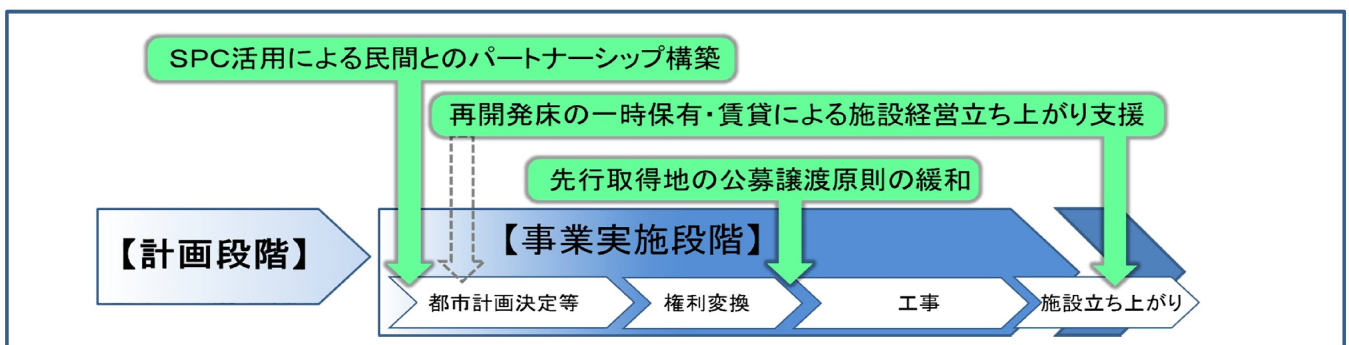 SPC活用による民間とのパートナーシップ構築
再開発床の一時保有・賃貸による施設経営立ち上がり支援
先行取得地の公募譲渡原則の緩和
【計画段階】
【事業実施段階】
都市計画決定等
権利変換
工事
施設立ち上がり